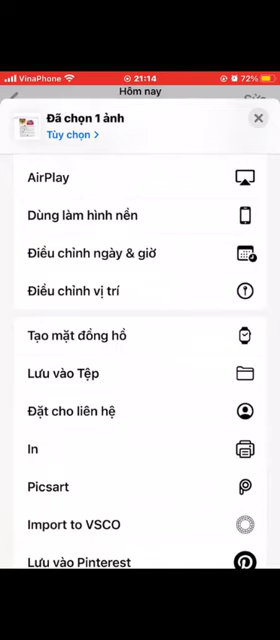 VinaPhone 21:14 72%
Hôm nay
Đã chọn 1 ảnh
Tùy chọn >
AirPlay
Dùng làm hình nền
Điều chỉnh ngày & giờ
Điều chỉnh vị trí
Tạo mặt đồng hồ
Lưu vào Tệp
Đặt cho liên hệ
In
Picsart
Import to VSCO
Lưu vào Pinterest